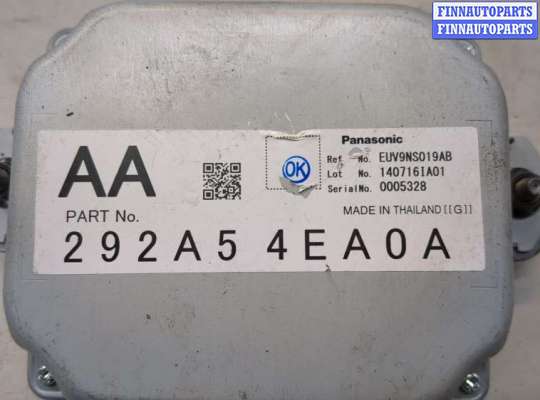 FINNAUTOPARTS
FINNAUTOPARTS
AA
OK
Panasonic
Ref No. EUV9NS019AB
Lot No. 140716IA01
Serial No. 0005328
PART No.
MADE IN THAILAND [[G]]
292A5 4EA0A